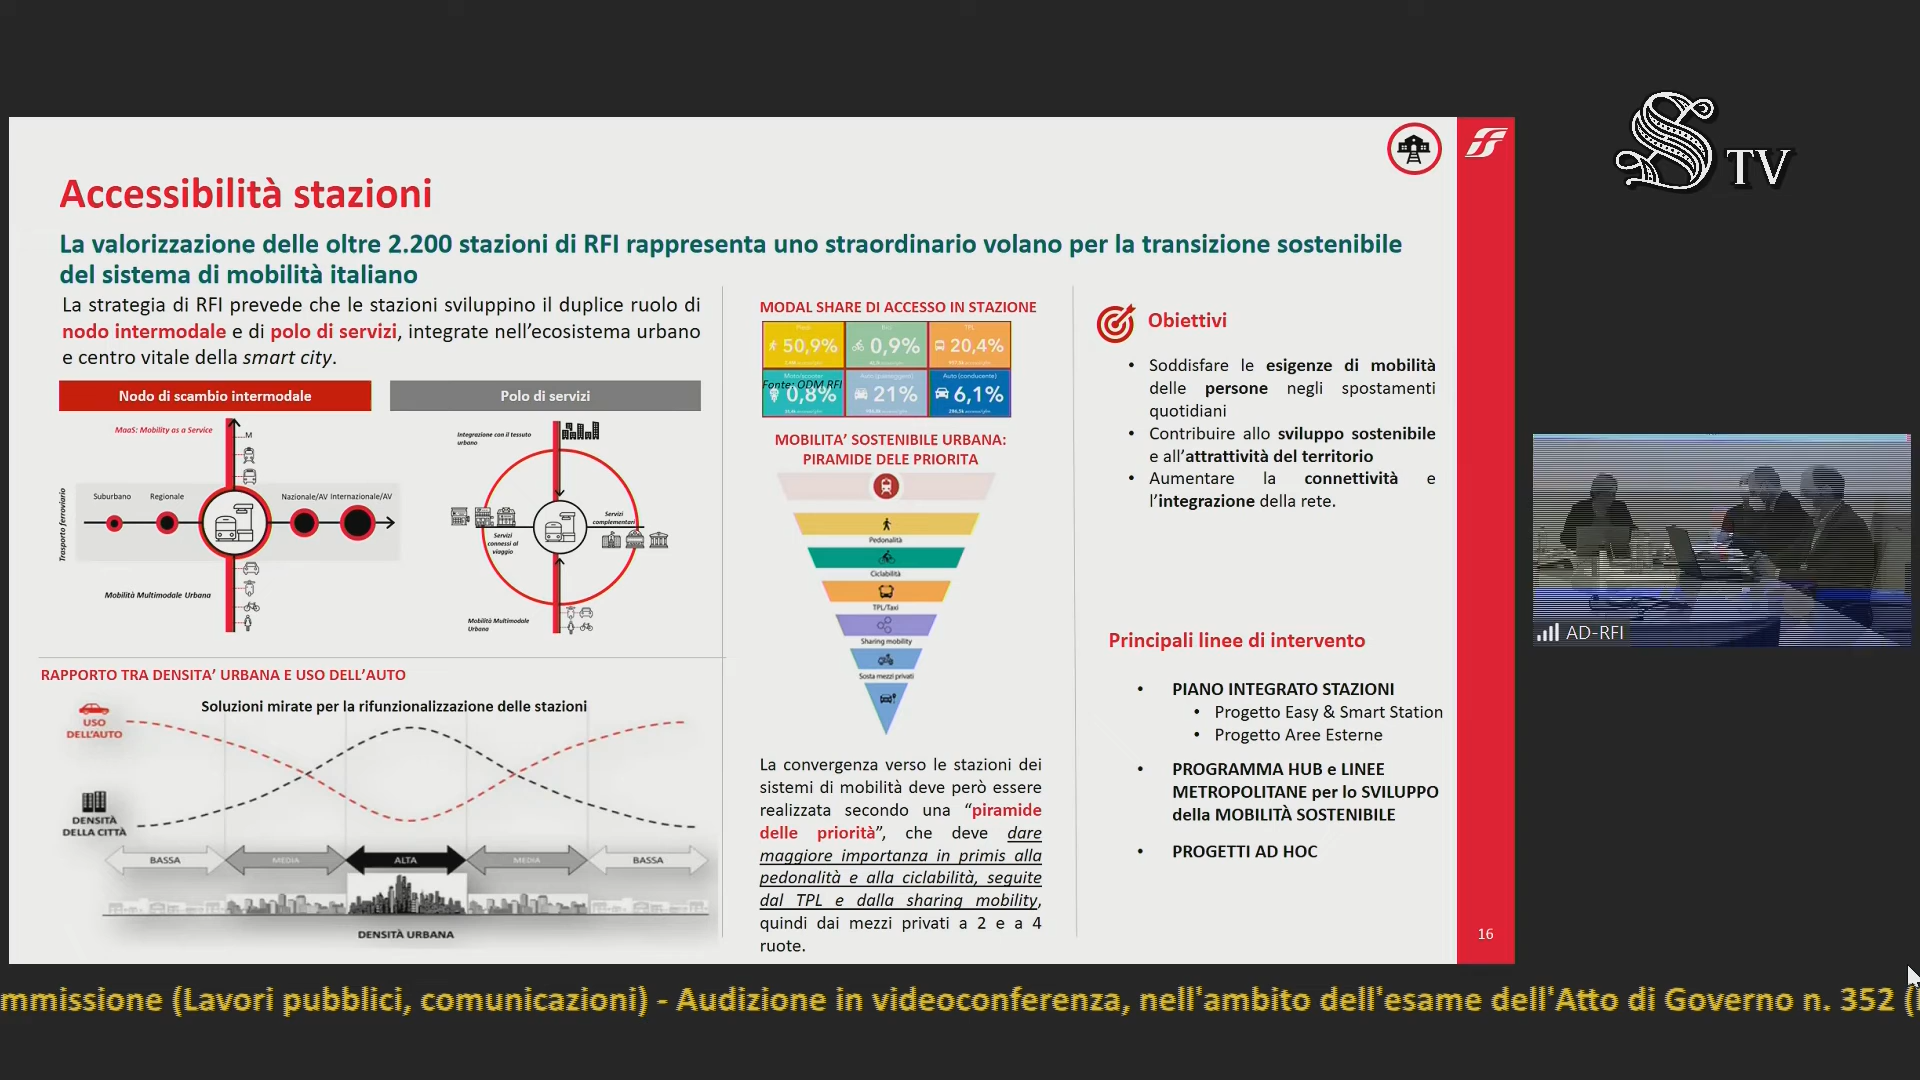 Accessibilità stazioni
La valorizzazione delle oltre 2.200 stazioni di RFI rappresenta uno straordinario volano per la transizione sostenibile
del sistema di mobilità italiano
La strategia di RFI prevede che le stazioni sviluppino il duplice ruolo di
nodo intermodale e di polo di servizi, integrate nell’ecosistema urbano
e centro vitale della smart city.
Nodo di scambio intermodale
MaaS: Mobility as a Service
M
Trasporto ferroviario
Suburbano
Regionale
Nazionale/AV
Internazionale/AV
Mobilità Multimodale Urbana
Polo di servizi
Integrazione con il tessuto
urbano
Servizi
complementari
Servizi
connessi al
viaggio
Mobilità Multimodale
Urbana
RAPPORTO TRA DENSITA’ URBANA E USO DELL’AUTO
Soluzioni mirate per la rifunzionalizzazione delle stazioni
USO
DELL'AUTO
DENSITÀ
DELLA CITTÀ
BASSA
MEDIA
ALTA
MEDIA
BASSA
DENSITÀ URBANA
MODAL SHARE DI ACCESSO IN STAZIONE
50,9%
0,9%
TPL
20,4%
Moto/scooter
Fonte: ODM RFI
0,8%
Auto (passeggero)
21%
Auto (conducente)
6,1%
MOBILITA’ SOSTENIBILE URBANA:
PIRAMIDE DELE PRIORITA
Pedonalità
Ciclabilità
TPL/Taxi
Sharing mobility
Sosta mezzi privati
La convergenza verso le stazioni dei
sistemi di mobilità deve però essere
realizzata secondo una “piramide
delle priorità”, che deve dare
maggiore importanza in primis alla
pedonalità e alla ciclabilità, seguite
dal TPL e dalla sharing mobility,
quindi dai mezzi privati a 2 e a 4
ruote.
Obiettivi
• Soddisfare le esigenze di mobilità
delle persone negli spostamenti
quotidiani
• Contribuire allo sviluppo sostenibile
e all’attrattività del territorio
• Aumentare la connettività e
l’integrazione della rete.
Principali linee di intervento
• PIANO INTEGRATO STAZIONI
• Progetto Easy & Smart Station
• Progetto Aree Esterne
• PROGRAMMA HUB e LINEE
METROPOLITANE per lo SVILUPPO
della MOBILITÀ SOSTENIBILE
• PROGETTI AD HOC
16
S TV
AD-RFI
mmissione (Lavori pubblici, comunicazioni) - Audizione in videoconferenza, nell'ambito dell'esame dell'Atto di Governo n. 352 (